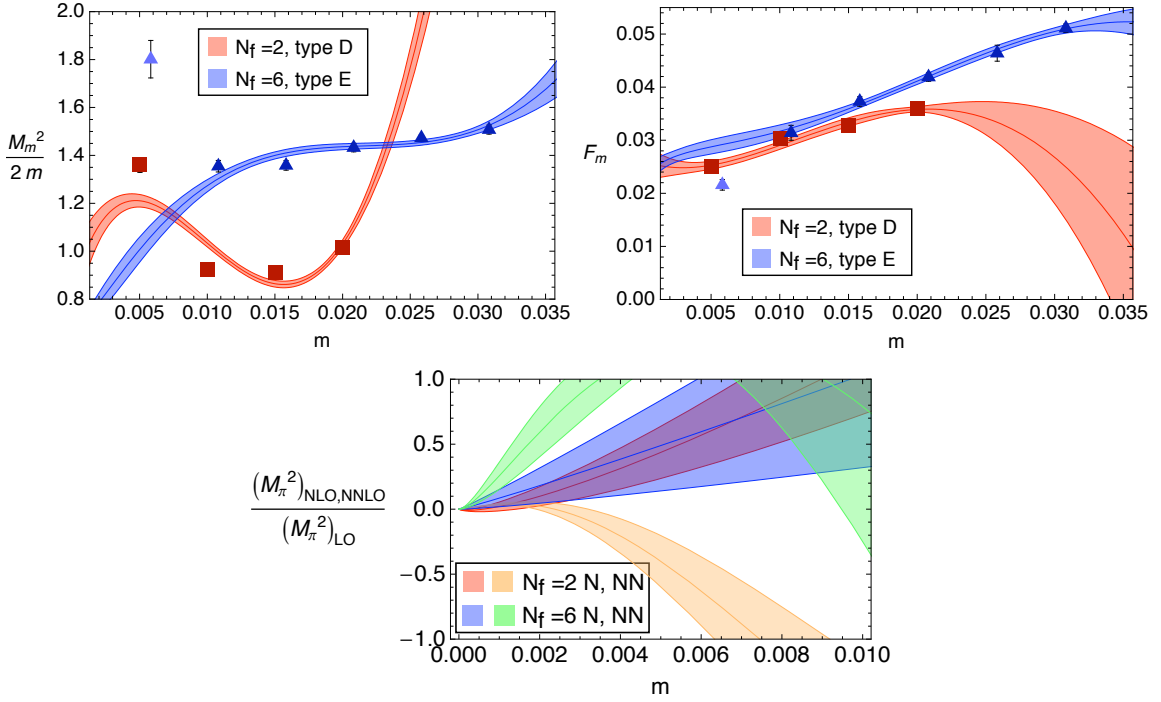 M_m^2
2 m
2.0
1.8
1.6
1.4
1.2
1.0
0.8
N_f =2, type D
N_f =6, type E
0.005 0.010 0.015 0.020 0.025 0.030 0.035
m
F_m
0.05
0.04
0.03
0.02
0.01
0.00
N_f =2, type D
N_f =6, type E
0.005 0.010 0.015 0.020 0.025 0.030 0.035
m
(M_π^2)_NLO,NNLO
(M_π^2)_LO
1.0
0.5
0.0
−0.5
−1.0
N_f =2 N, NN
N_f =6 N, NN
0.000 0.002 0.004 0.006 0.008 0.010
m